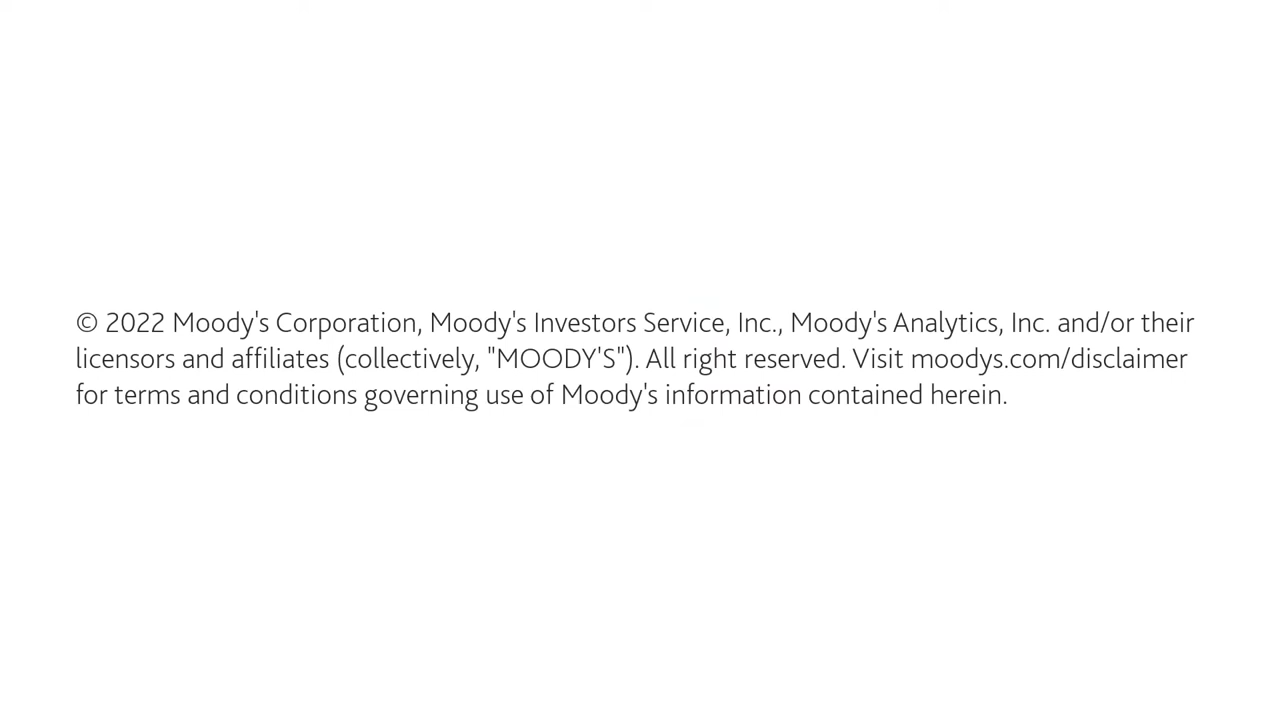 © 2022 Moody's Corporation, Moody's Investors Service, Inc., Moody's Analytics, Inc. and/or their
licensors and affiliates (collectively, "MOODY'S"). All right reserved. Visit moodys.com/disclaimer
for terms and conditions governing use of Moody's information contained herein.